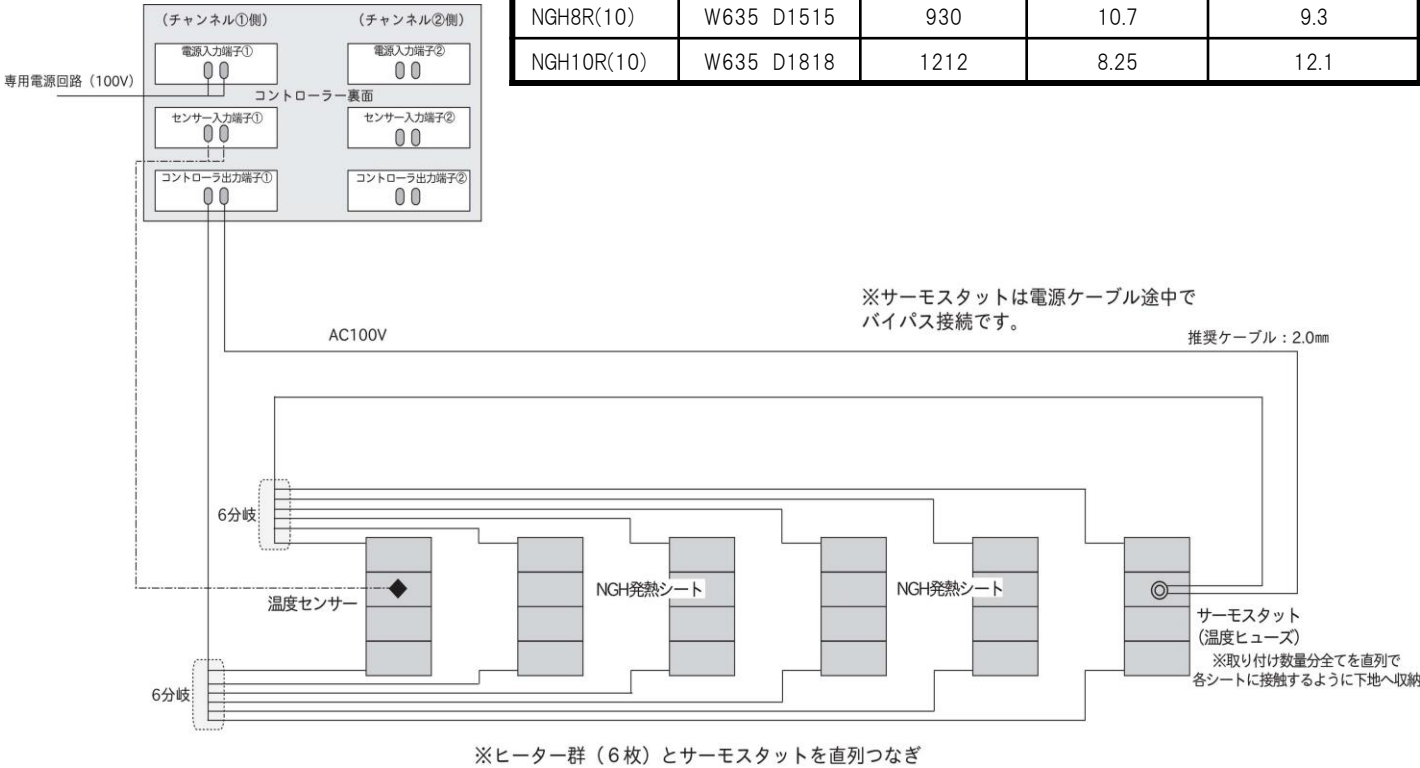 (チャンネル①側)
(チャンネル②側)
電源入力端子①
電源入力端子②
専用電源回路(100V)
コントローラー裏面
センサー入力端子①
センサー入力端子②
コントローラ出力端子①
コントローラ出力端子②
NGH8R(10) W635 D1515 930 10.7 9.3
NGH10R(10) W635 D1818 1212 8.25 12.1
※サーモスタットは電源ケーブル途中で
バイパス接続です。
AC100V
推奨ケーブル:2.0㎜
6分岐
NGH発熱シート
NGH発熱シート
温度センサー
サーモスタット
(温度ヒューズ)
※取り付け数量分全てを直列で
各シートに接触するように下地へ収納
6分岐
※ヒーター群(6枚)とサーモスタットを直列つなぎ